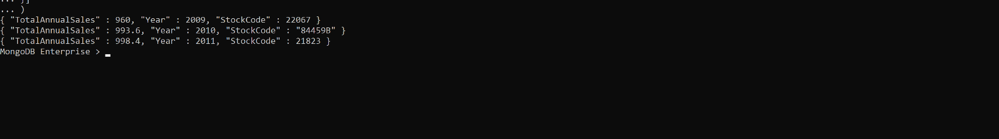 ... }]
... )
{ "TotalAnnualSales" : 960, "Year" : 2009, "StockCode" : 22067 }
{ "TotalAnnualSales" : 993.6, "Year" : 2010, "StockCode" : "84459B" }
{ "TotalAnnualSales" : 998.4, "Year" : 2011, "StockCode" : 21823 }
MongoDB Enterprise >